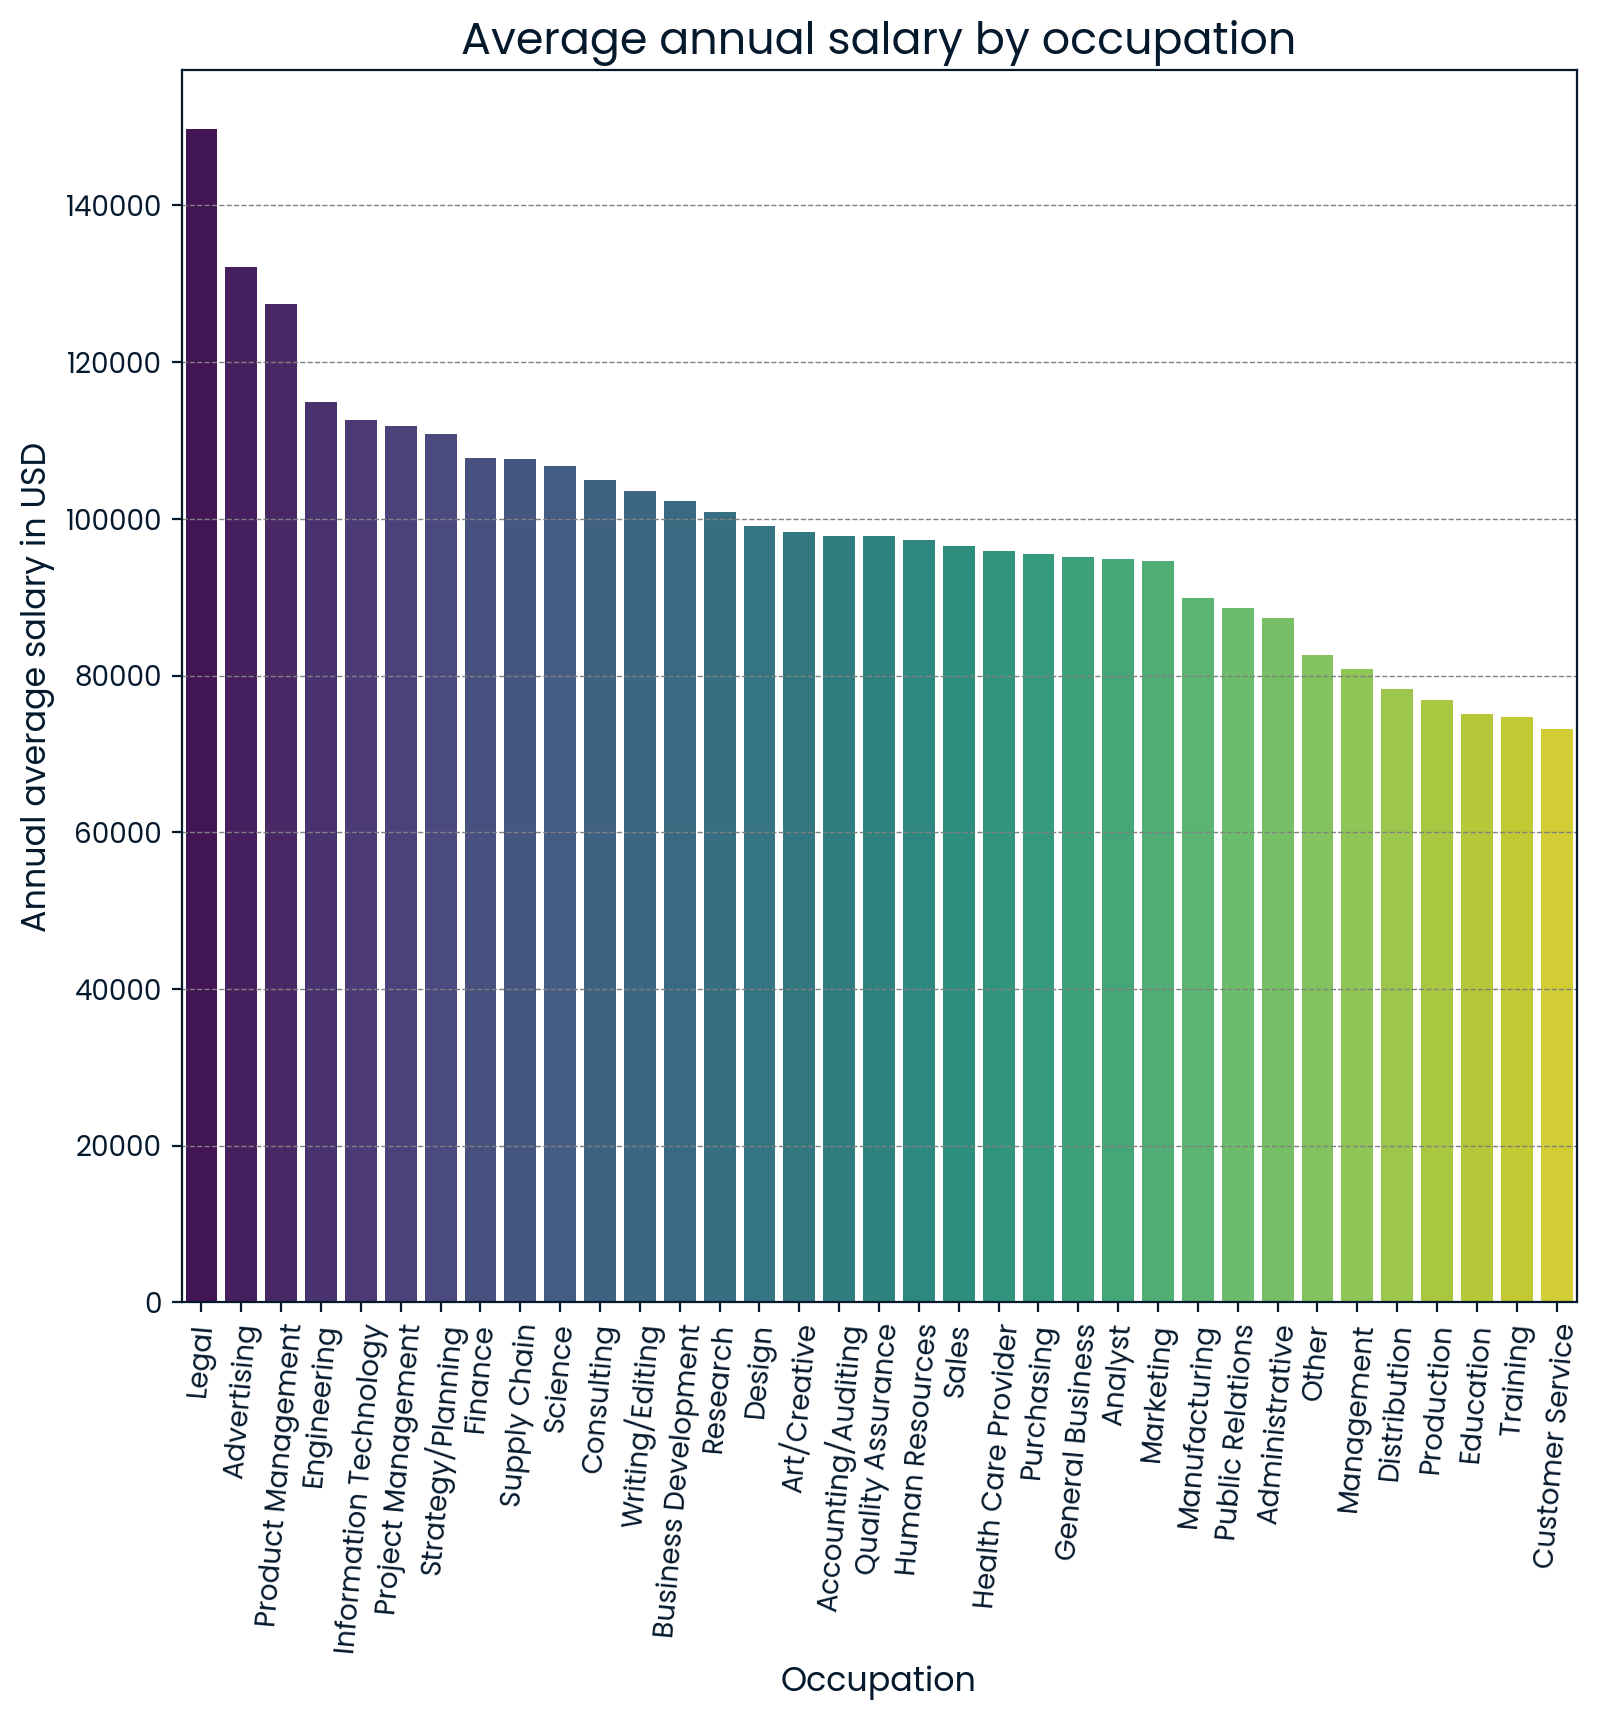 Average annual salary by occupation
Annual average salary in USD
140000
120000
100000
80000
60000
40000
20000
0
Legal
Advertising
Product Management
Engineering
Information Technology
Project Management
Strategy/Planning
Finance
Supply Chain
Science
Consulting
Writing/Editing
Business Development
Research
Design
Art/Creative
Accounting/Auditing
Quality Assurance
Human Resources
Sales
Health Care Provider
Purchasing
General Business
Analyst
Marketing
Manufacturing
Public Relations
Administrative
Other
Management
Distribution
Production
Education
Training
Customer Service
Occupation